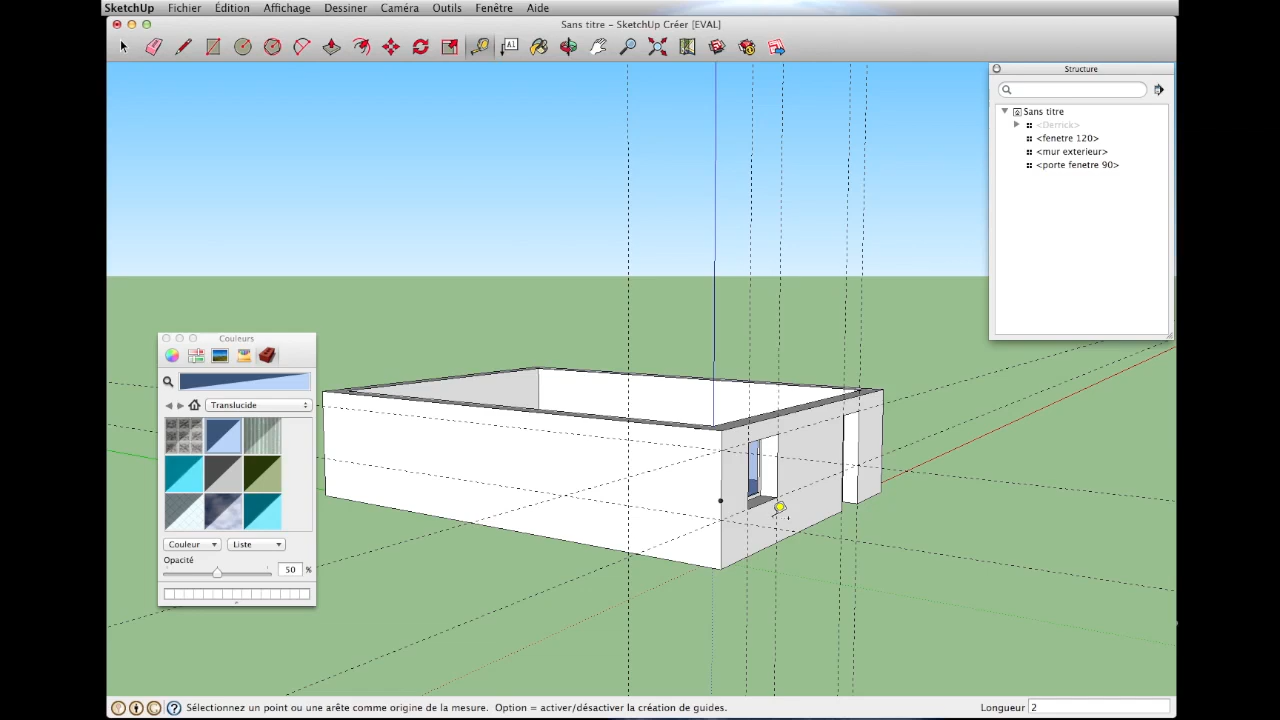 SketchUp Fichier Édition Affichage Dessiner Caméra Outils Fenêtre Aide
Sans titre - SketchUp Créer [EVAL]
A1
Structure
Sans titre
<Derrick>
<fenetre 120>
<mur exterieur>
<porte fenetre 90>
Couleurs
Translucide
Couleur Liste
Opacité
50 %
Sélectionnez un point ou une arête comme origine de la mesure. Option = activer/désactiver la création de guides.
Longueur 2